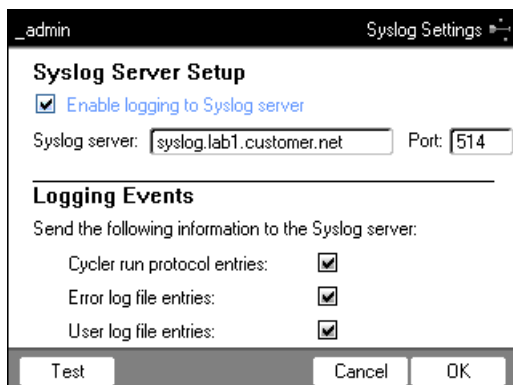 _admin Syslog Settings
Syslog Server Setup
Enable logging to Syslog server
Syslog server: syslog.lab1.customer.net Port: 514
Logging Events
Send the following information to the Syslog server:
Cycler run protocol entries:
Error log file entries:
User log file entries:
Test Cancel OK